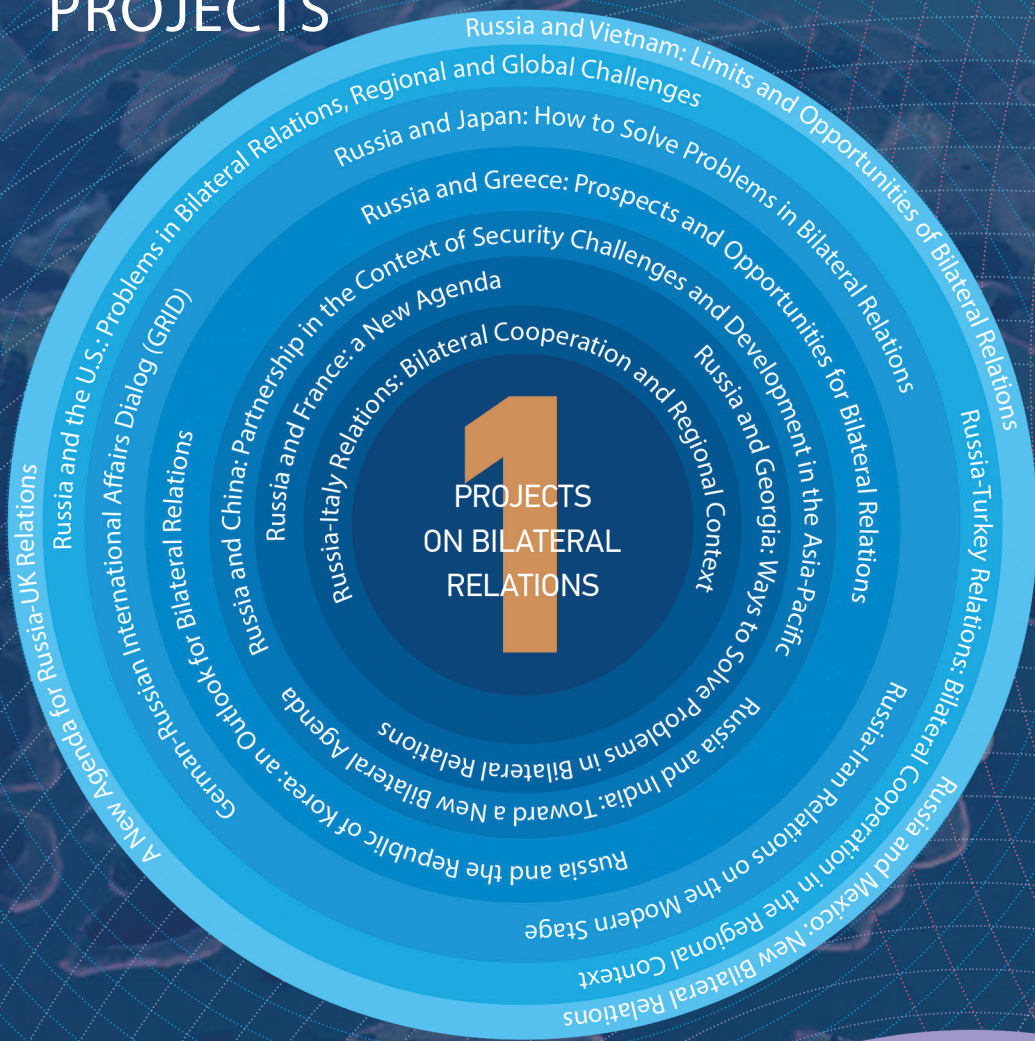 PROJECTS
Russia and Vietnam: Limits and Opportunities of Bilateral Relations
Russia and Mexico: New Bilateral Relations
A New Agenda for Russia-UK Relations
Russia and the U.S.: Problems in Bilateral Relations, Regional and Global Challenges
Russia-Turkey Relations: Bilateral Cooperation in the Regional Context
German-Russian International Affairs Dialog (GRID)
Russia and Japan: How to Solve Problems in Bilateral Relations
Russia-Iran Relations on the Modern Stage
Russia and the Republic of Korea: an Outlook for Bilateral Relations
Russia and Greece: Prospects and Opportunities for Bilateral Relations
Russia and China: Partnership in the Context of Security Challenges and Development in the Asia-Pacific
Russia and India: Toward a New Bilateral Agenda
Russia and France: a New Agenda
Russia and Georgia: Ways to Solve Problems in Bilateral Relations
Russia-Italy Relations: Bilateral Cooperation and Regional Context
1
PROJECTS
ON BILATERAL
RELATIONS